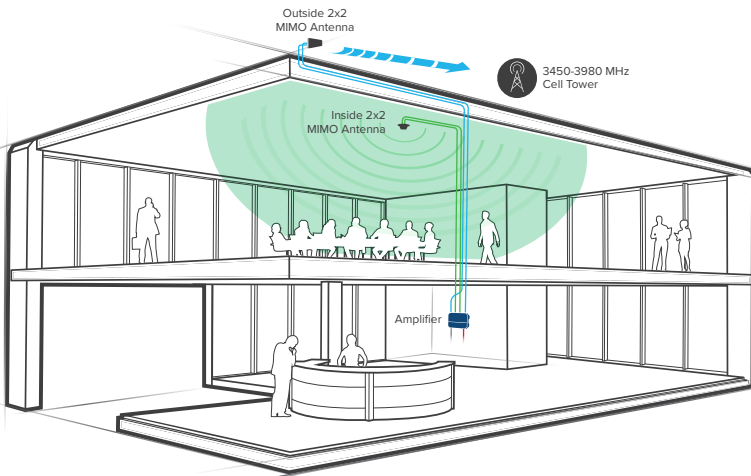 Outside 2x2
MIMO Antenna
3450-3980 MHz
Cell Tower
Inside 2x2
MIMO Antenna
Amplifier